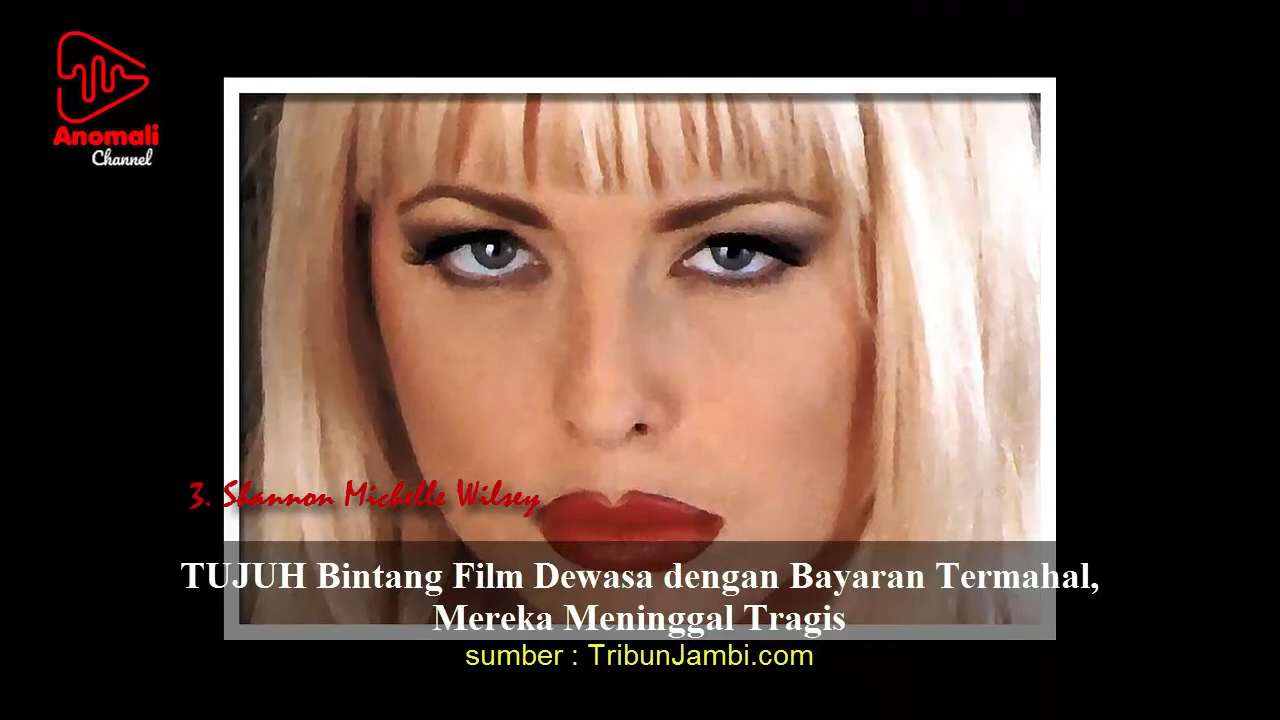 Anomali
Channel
3. Shannon Michelle Wilsey
TUJUH Bintang Film Dewasa dengan Bayaran Termahal,
Mereka Meninggal Tragis
sumber : TribunJambi.com